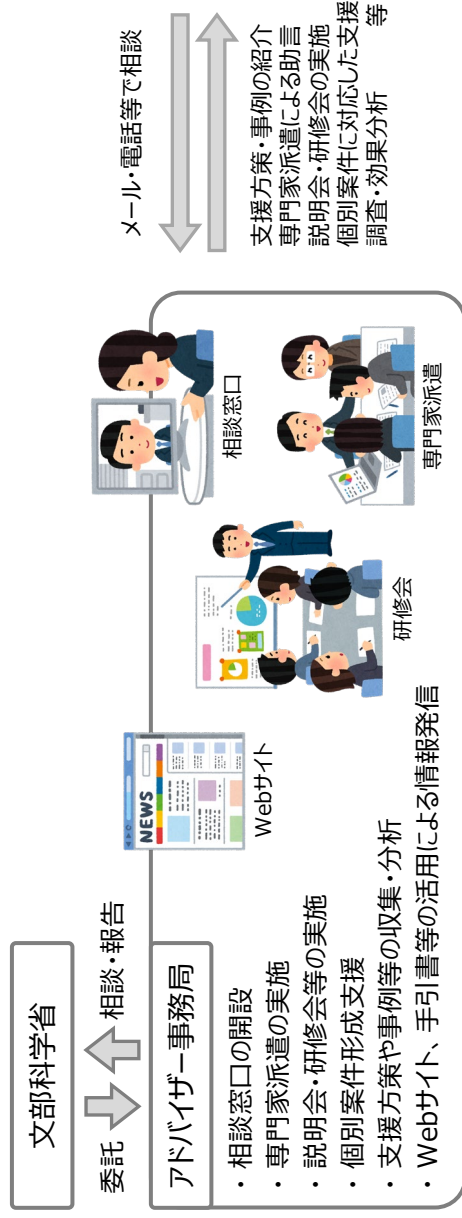 文部科学省
委託
相談・報告
アドバイザー事務局
・ 相談窓口の開設
・ 専門家派遣の実施
・ 説明会・研修会等の実施
・ 個別案件形成支援
・ 支援方策や事例等の収集・分析
・ Webサイト、手引書等の活用による情報発信
NEWS
Webサイト
研修会
相談窓口
専門家派遣
メール・電話等で相談
支援方策・事例の紹介
専門家派遣による助言
説明会・研修会の実施
個別案件に対応した支援
調査・効果分析 等